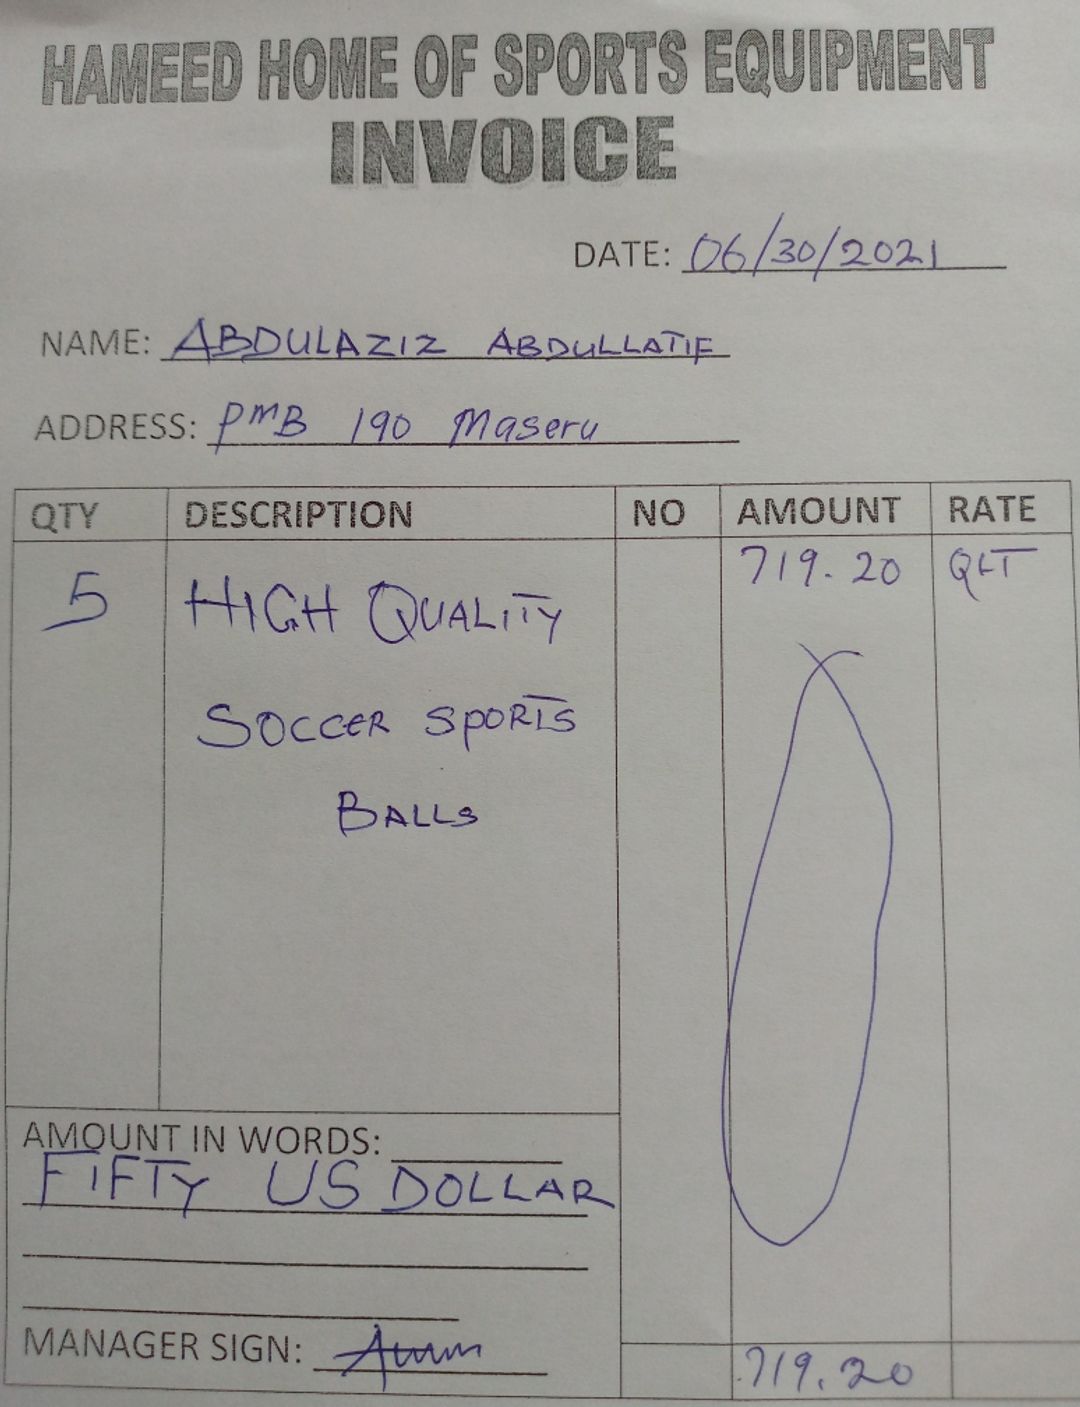 HAMEED HOME OF SPORTS EQUIPMENT
INVOICE
DATE: 06/30/2021
NAME: ABDULAZIZ ABDULLATIF
ADDRESS: PMB 190 Maseru
QTY DESCRIPTION NO AMOUNT RATE
5 HIGH QUALITY 719.20
SOCCER SPORTS
BALLS
AMOUNT IN WORDS:
FIFTY US DOLLAR
MANAGER SIGN:
719.20